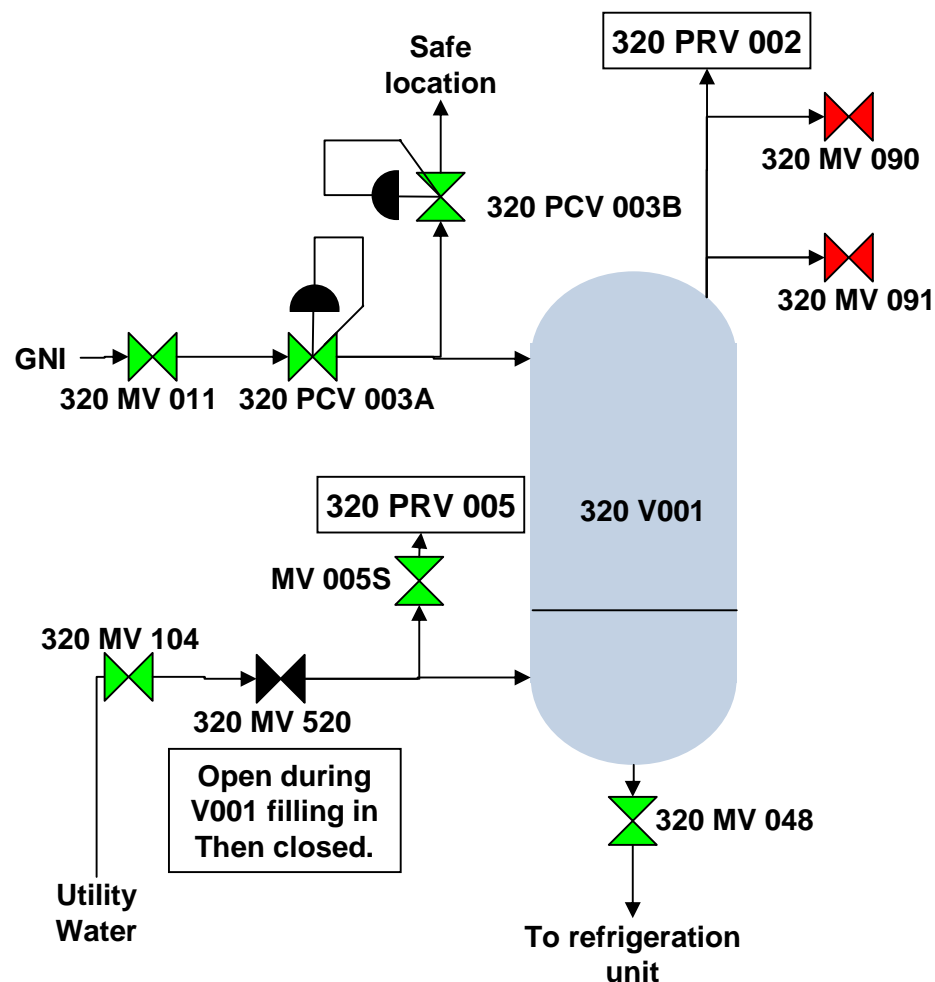 Safe
location
320 PRV 002
320 MV 090
320 PCV 003B
320 MV 091
GNI
320 MV 011
320 PCV 003A
320 PRV 005
320 V001
MV 005S
320 MV 104
320 MV 520
Open during
V001 filling in
Then closed.
320 MV 048
Utility
Water
To refrigeration
unit